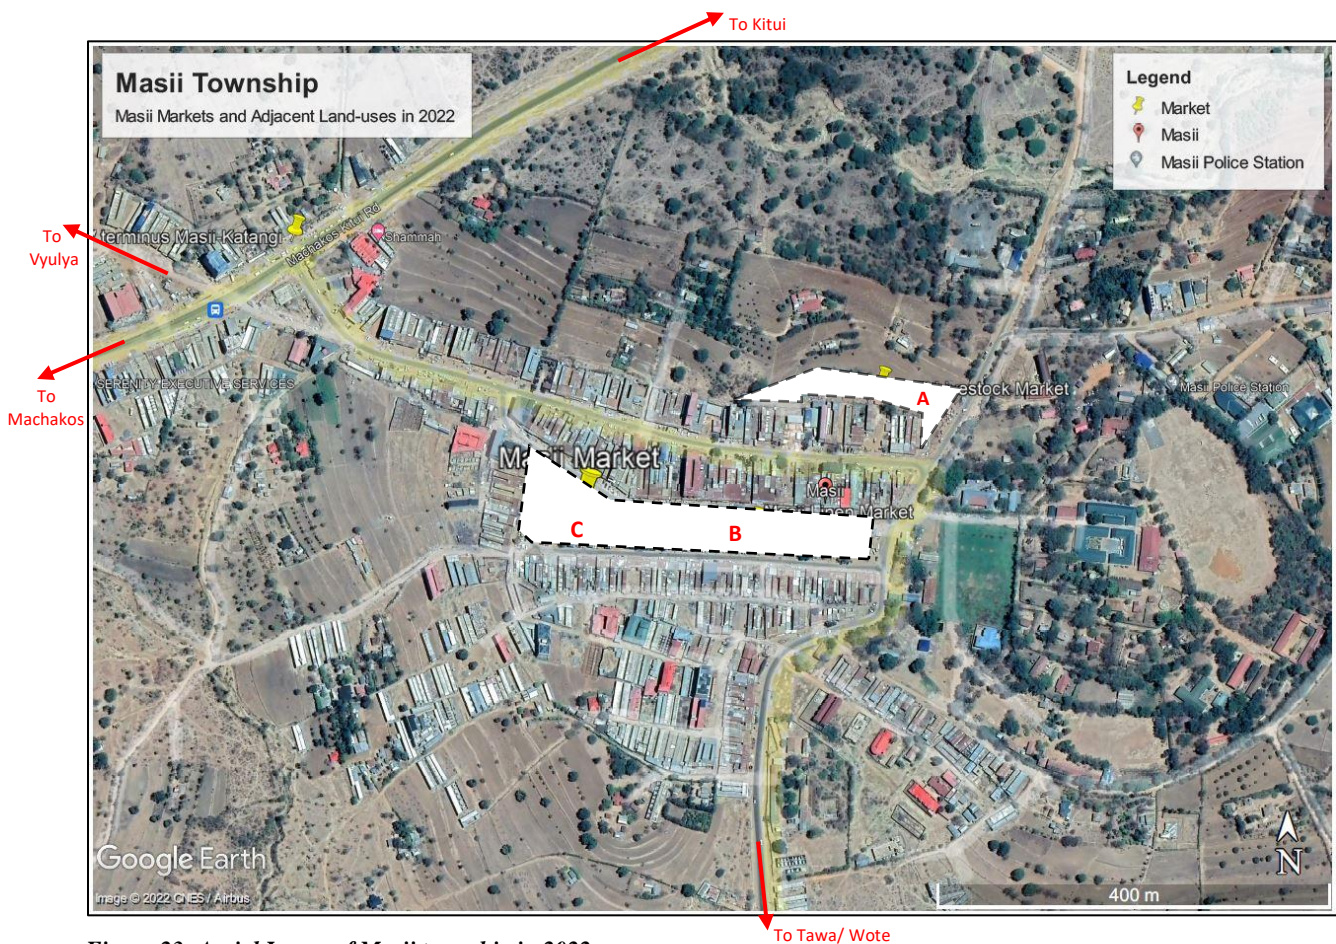 To Kitui
Masii Township
Masii Markets and Adjacent Land-uses in 2022
Legend
Market
Masii
Masii Police Station
To
Vyulya
terminus Masii-Katangi
Machakos Kitui Rd
Shammah
To
Machakos
SERENITY EXECUTIVE SERVICES
A
estock Market
Masii Police Station
Masii Market
Masii
Open Market
C
B
Google Earth
Image © 2022 CNES / Airbus
N
400 m
To Tawa/ Wote